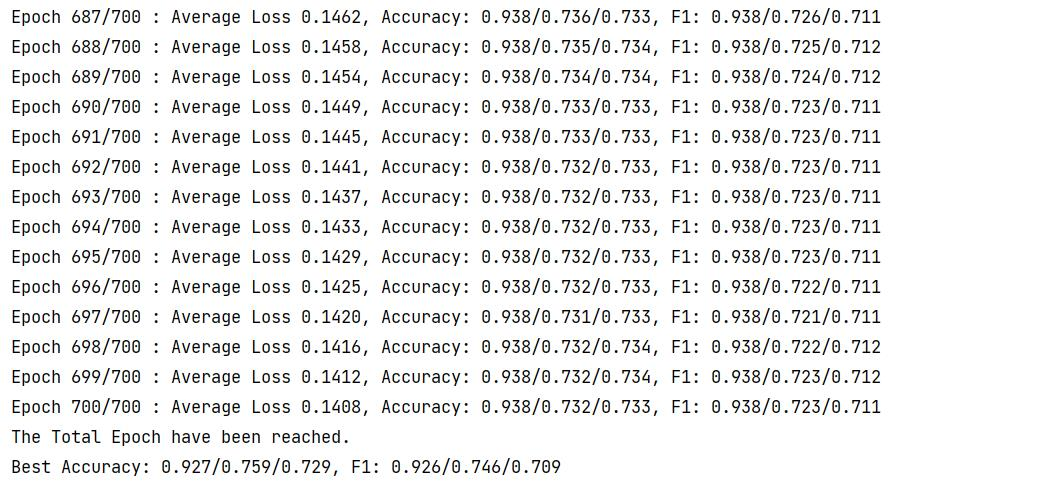 Epoch 687/700 : Average Loss 0.1462, Accuracy: 0.938/0.736/0.733, F1: 0.938/0.726/0.711
Epoch 688/700 : Average Loss 0.1458, Accuracy: 0.938/0.735/0.734, F1: 0.938/0.725/0.712
Epoch 689/700 : Average Loss 0.1454, Accuracy: 0.938/0.734/0.734, F1: 0.938/0.724/0.712
Epoch 690/700 : Average Loss 0.1449, Accuracy: 0.938/0.733/0.733, F1: 0.938/0.723/0.711
Epoch 691/700 : Average Loss 0.1445, Accuracy: 0.938/0.733/0.733, F1: 0.938/0.723/0.711
Epoch 692/700 : Average Loss 0.1441, Accuracy: 0.938/0.732/0.733, F1: 0.938/0.723/0.711
Epoch 693/700 : Average Loss 0.1437, Accuracy: 0.938/0.732/0.733, F1: 0.938/0.723/0.711
Epoch 694/700 : Average Loss 0.1433, Accuracy: 0.938/0.732/0.733, F1: 0.938/0.723/0.711
Epoch 695/700 : Average Loss 0.1429, Accuracy: 0.938/0.732/0.733, F1: 0.938/0.723/0.711
Epoch 696/700 : Average Loss 0.1425, Accuracy: 0.938/0.732/0.733, F1: 0.938/0.722/0.711
Epoch 697/700 : Average Loss 0.1420, Accuracy: 0.938/0.731/0.733, F1: 0.938/0.721/0.711
Epoch 698/700 : Average Loss 0.1416, Accuracy: 0.938/0.732/0.734, F1: 0.938/0.722/0.712
Epoch 699/700 : Average Loss 0.1412, Accuracy: 0.938/0.732/0.734, F1: 0.938/0.723/0.712
Epoch 700/700 : Average Loss 0.1408, Accuracy: 0.938/0.732/0.733, F1: 0.938/0.723/0.711
The Total Epoch have been reached.
Best Accuracy: 0.927/0.759/0.729, F1: 0.926/0.746/0.709